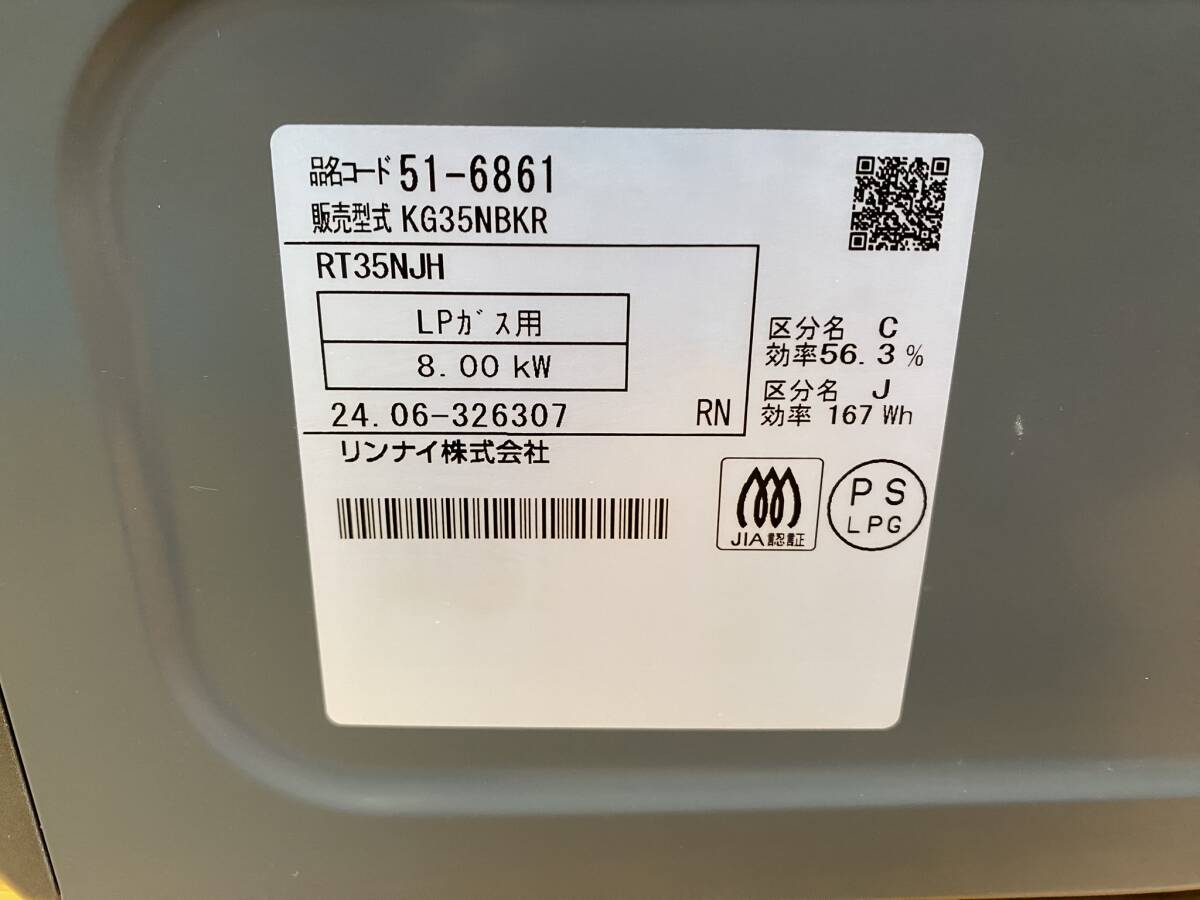 品名コード 51-6861
販売型式 KG35NBKR
RT35NJH
LPガス用
8.00 kW
24.06-326307 RN
リンナイ株式会社
区分名 C
効率56.3%
区分名 J
効率 167 Wh
JIA認証
PS
LPG